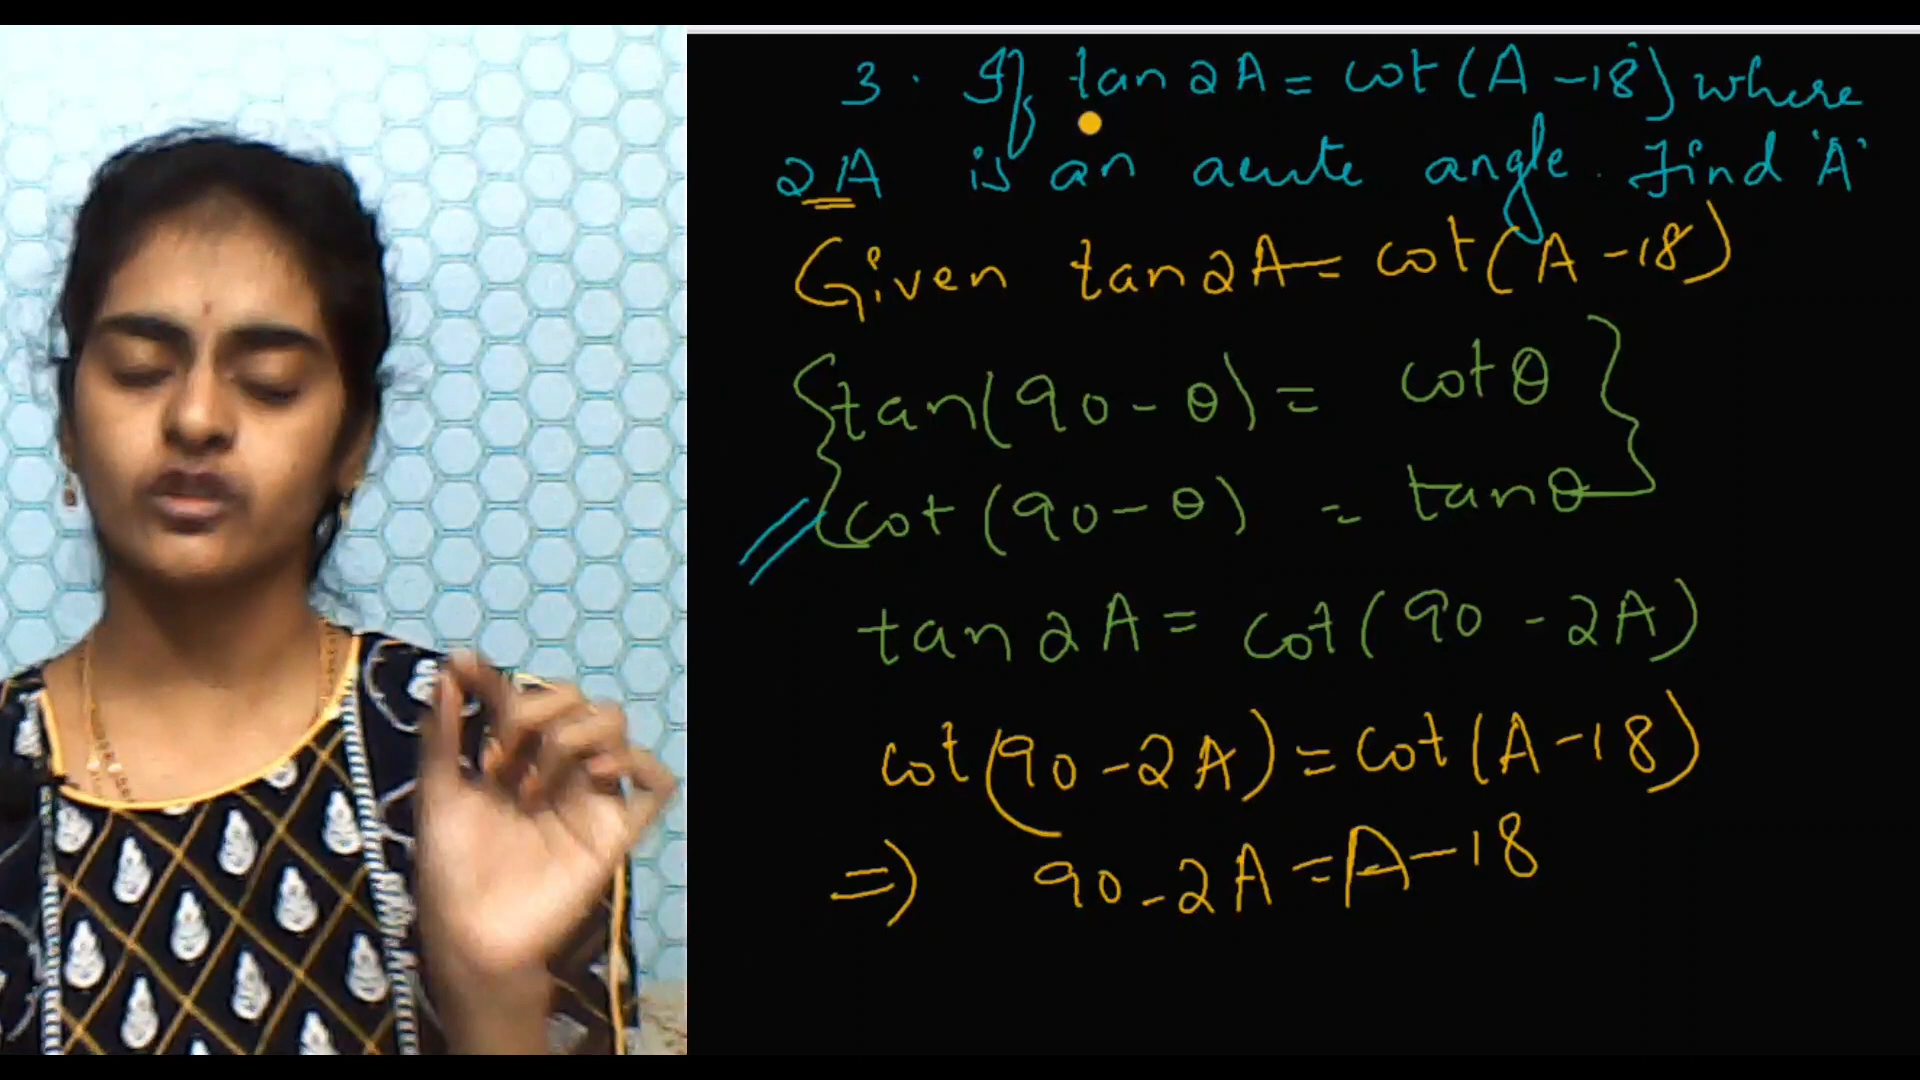 3. If tan 2A = cot (A - 18°) where
2A is an acute angle. Find 'A'
Given tan 2A = cot (A - 18)
{tan (90 - θ) = cot θ}
{cot (90 - θ) = tan θ}
tan 2A = cot (90 - 2A)
cot (90 - 2A) = cot (A - 18)
⇒ 90 - 2A = A - 18